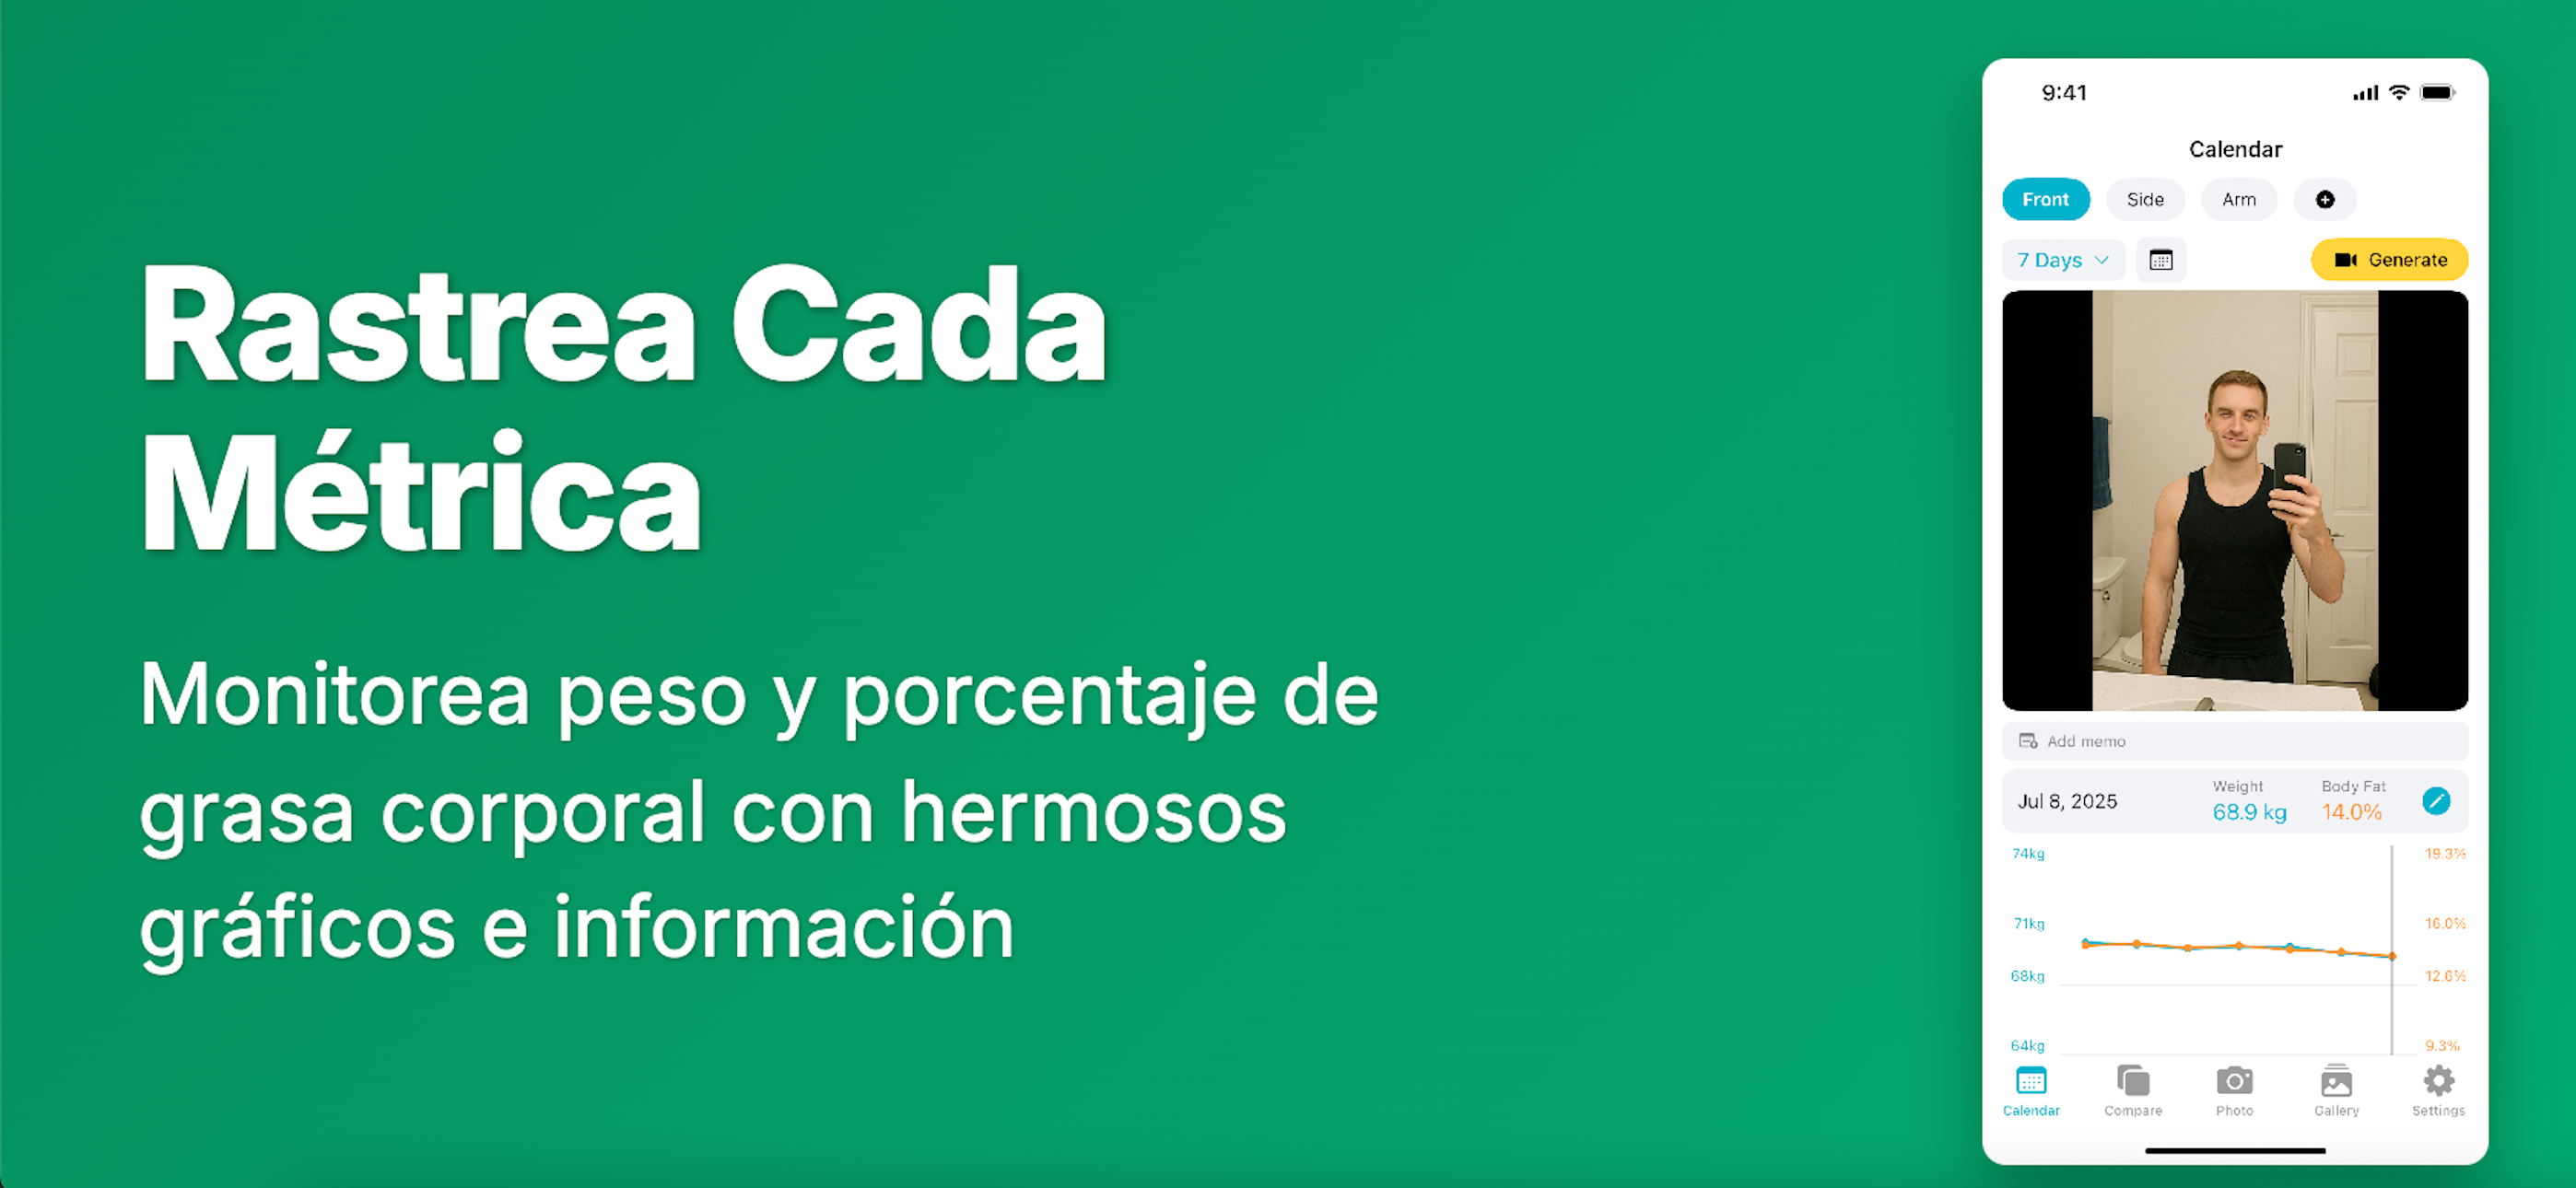 Rastrea Cada
Métrica
Monitorea peso y porcentaje de
grasa corporal con hermosos
gráficos e información
9:41
Calendar
Front Side Arm
7 Days Generate
Add memo
Weight Body Fat
Jul 8, 2025 68.9 kg 14.0%
74kg 19.3%
71kg 16.0%
68kg 12.6%
64kg 9.3%
Calendar Compare Photo Gallery Settings